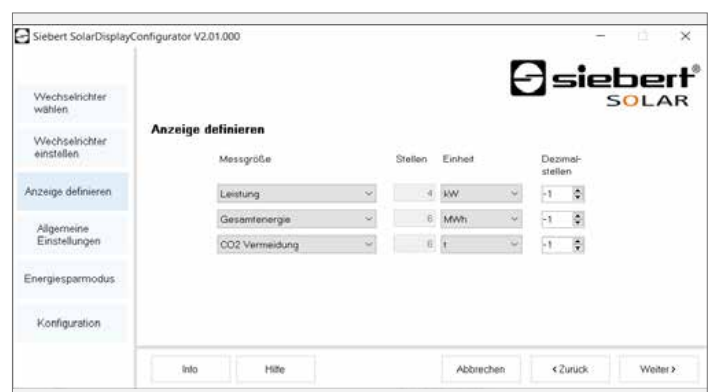 Siebert SolarDisplayConfigurator V2.01.000
siebert®
SOLAR
Wechselrichter
wählen
Wechselrichter
einstellen
Anzeige definieren
Allgemeine
Einstellungen
Energiesparmodus
Konfiguration
Anzeige definieren
Messgröße Stellen Einheit Dezimal-
stellen
Leistung 4 kW -1
Gesamtenergie 6 MWh -1
CO2 Vermeidung 6 t -1
Info Hilfe Abbrechen < Zurück Weiter >